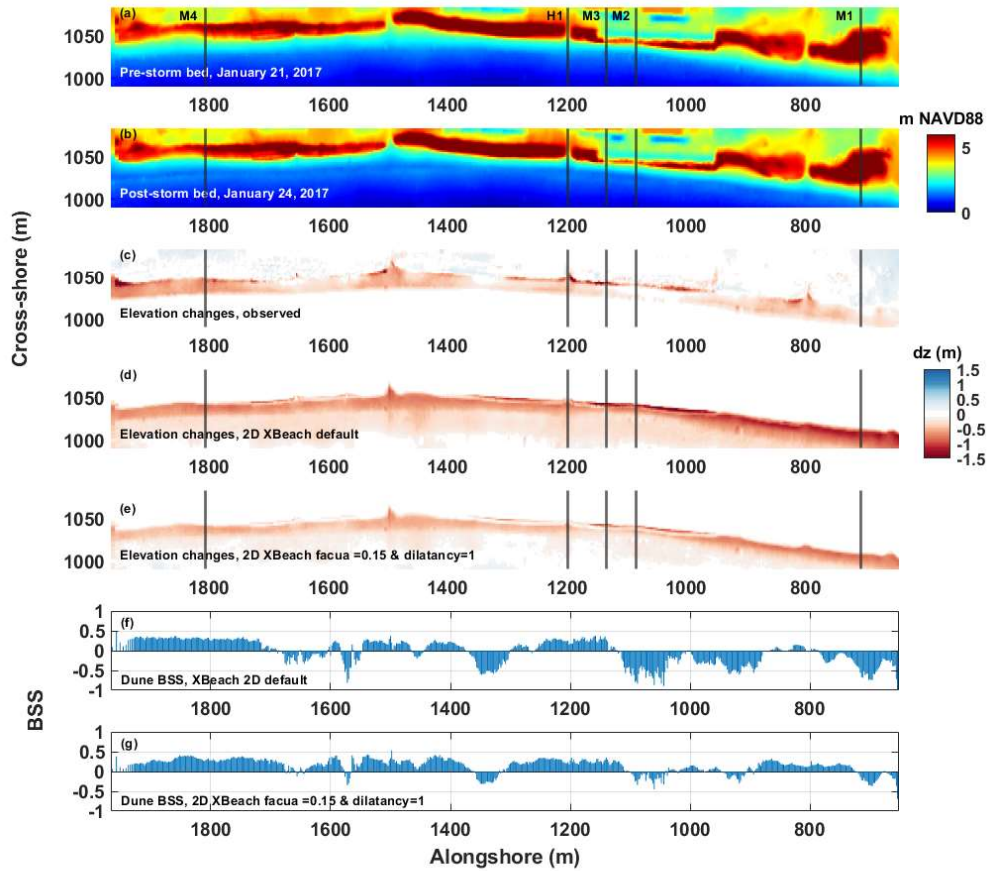 (a) M4 H1 M3 M2 M1
1050
Pre-storm bed, January 21, 2017
1000
1800 1600 1400 1200 1000 800
m NAVD88
(b)
5
1050
Post-storm bed, January 24, 2017
1000
0
1800 1600 1400 1200 1000 800
Cross-shore (m)
(c)
1050
Elevation changes, observed
1000
1800 1600 1400 1200 1000 800
dz (m)
(d)
1.5
1050
1
0.5
0
Elevation changes, 2D XBeach default
-0.5
1000
-1
-1.5
1800 1600 1400 1200 1000 800
(e)
1050
Elevation changes, 2D XBeach facua =0.15 & dilatancy=1
1000
1800 1600 1400 1200 1000 800
1
(f)
0.5
0
-0.5
Dune BSS, XBeach 2D default
-1
1800 1600 1400 1200 1000 800
BSS
1
(g)
0.5
0
-0.5
Dune BSS, 2D XBeach facua =0.15 & dilatancy=1
-1
1800 1600 1400 1200 1000 800
Alongshore (m)